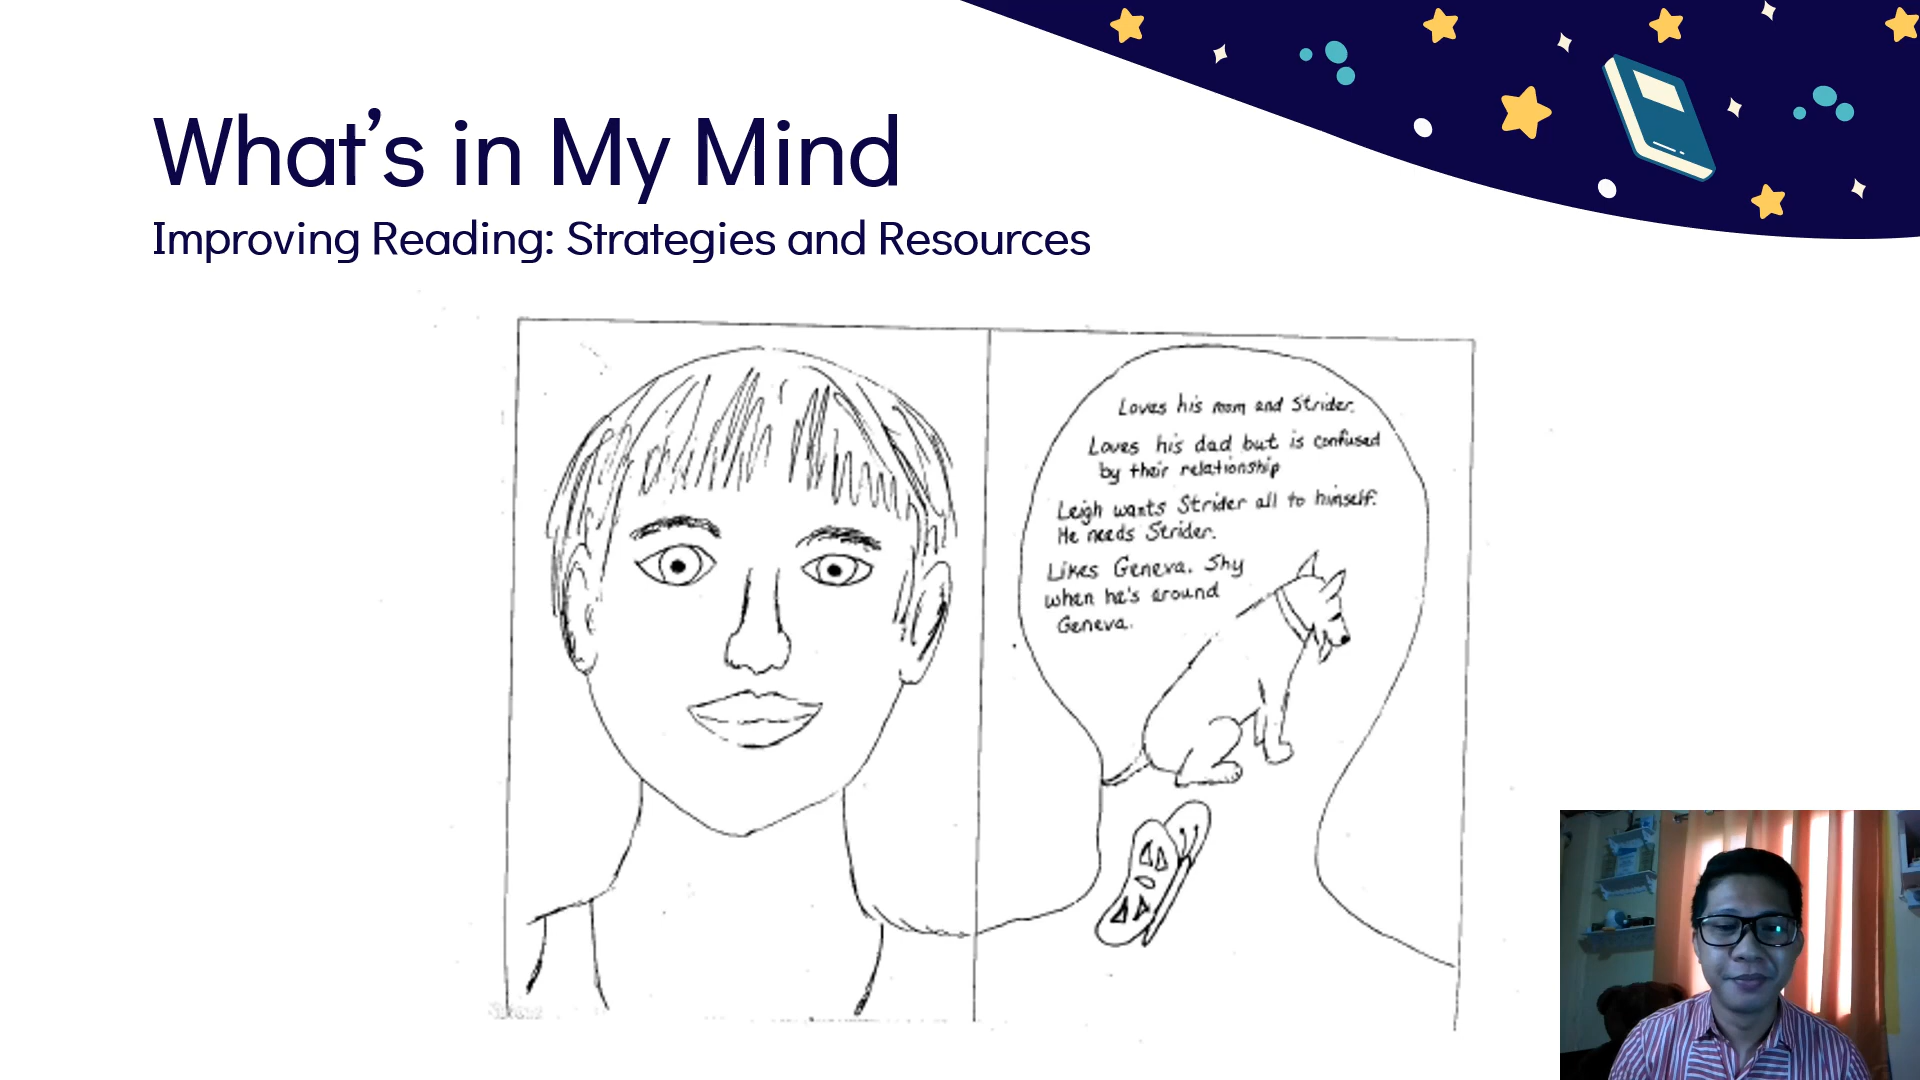 What's in My Mind
Improving Reading: Strategies and Resources
Loves his mom and Strider.
Loves his dad but is confused
by their relationship
Leigh wants Strider all to himself.
He needs Strider.
Likes Geneva. Shy
when he's around
Geneva.